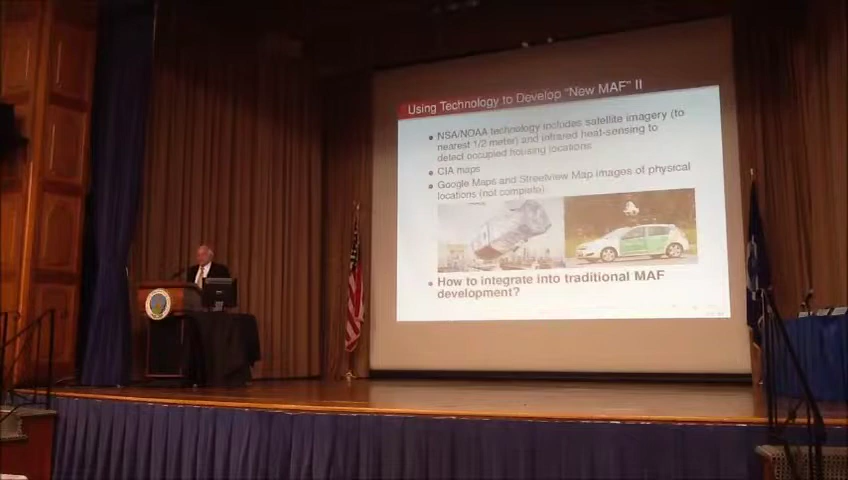 Using Technology to Develop "New MAF" II
NSA/NOAA technology includes satellite imagery (to
nearest 1/2 meter) and infrared heat-sensing to
detect occupied housing locations
CIA maps
Google Maps and Streetview Map images of physical
locations (not complete)
How to integrate into traditional MAF
development?